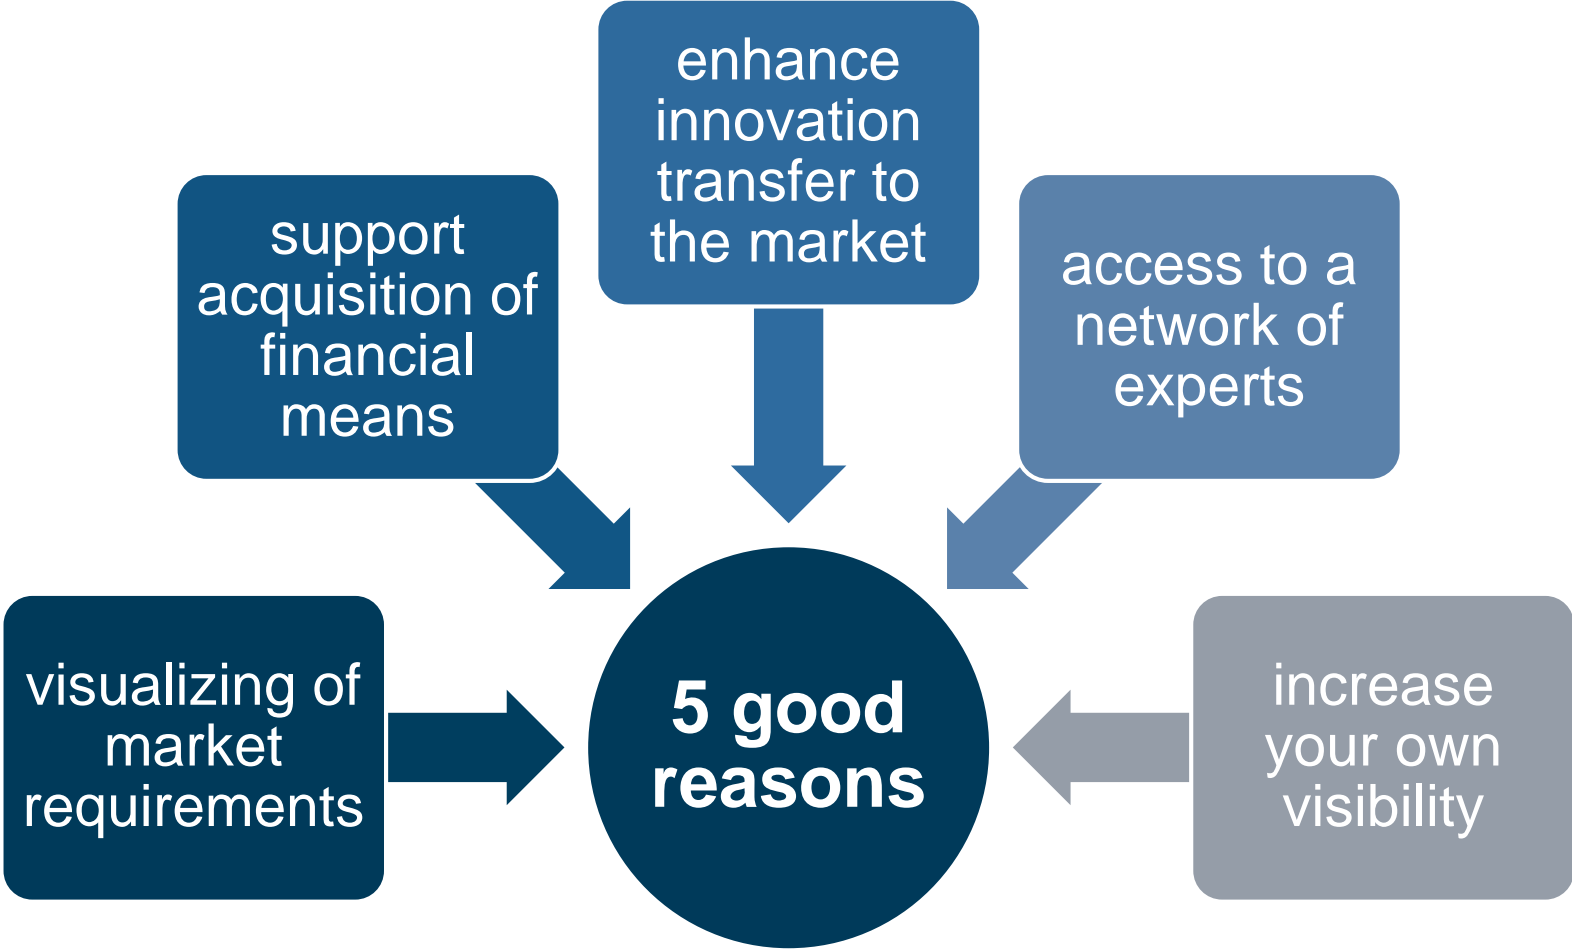 enhance
innovation
transfer to
the market
support
acquisition of
financial
means
access to a
network of
experts
visualizing of
market
requirements
5 good
reasons
increase
your own
visibility